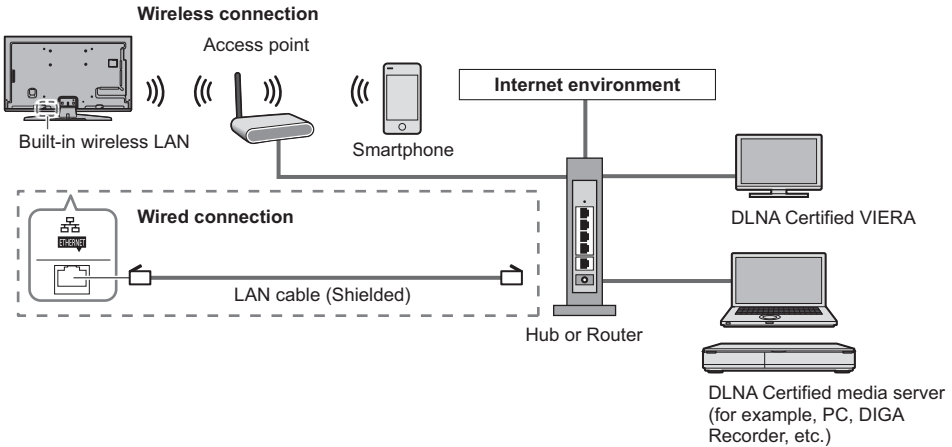 Wireless connection
Access point
Internet environment
Built-in wireless LAN
Smartphone
Wired connection
ETHERNET
LAN cable (Shielded)
DLNA Certified VIERA
Hub or Router
DLNA Certified media server
(for example, PC, DIGA
Recorder, etc.)